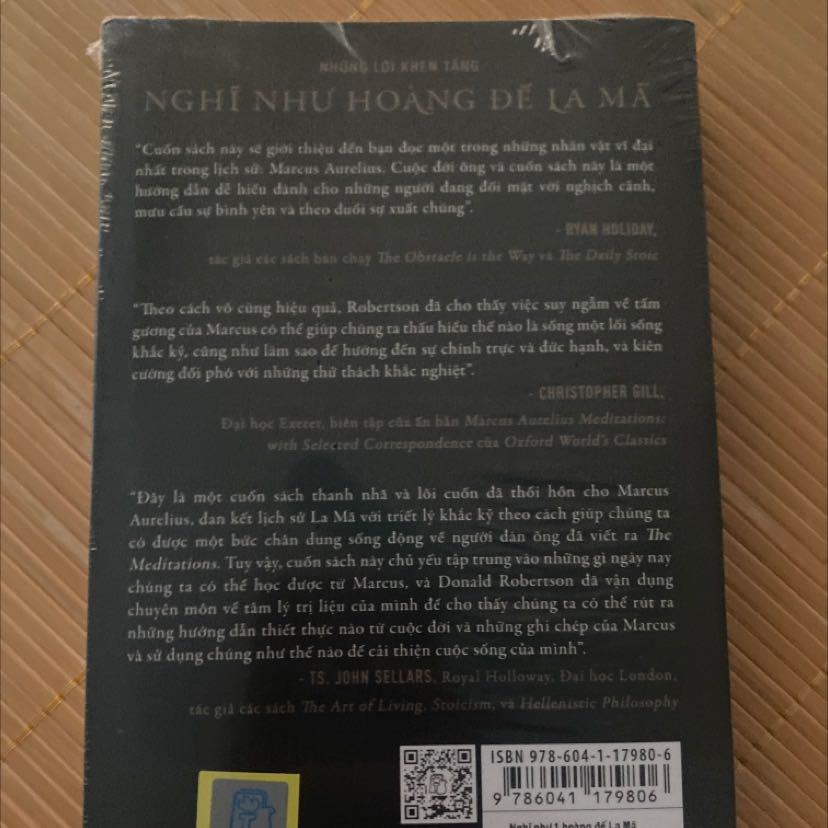 NHỮNG LỜI KHEN TẶNG
NGHĨ NHƯ HOÀNG ĐẾ LA MÃ
“Cuốn sách này sẽ giới thiệu đến bạn đọc một trong những nhân vật vĩ đại
nhất trong lịch sử: Marcus Aurelius. Cuộc đời ông và cuốn sách này là một
hướng dẫn dễ hiểu dành cho những người đang đối mặt với nghịch cảnh,
mưu cầu sự bình yên và theo đuổi sự xuất chúng”.
- RYAN HOLIDAY,
tác giả các sách bán chạy The Obstacle is the Way và The Daily Stoic
“Theo cách vô cùng hiệu quả, Robertson đã cho thấy việc suy ngẫm về tấm
gương của Marcus có thể giúp chúng ta thấu hiểu thế nào là sống một lối sống
khắc kỷ, cũng như làm sao để hướng đến sự chính trực và đức hạnh, và kiên
cường đối phó với những thử thách khắc nghiệt”.
- CHRISTOPHER GILL,
Đại học Exeter, biên tập của ấn bản Marcus Aurelius Meditations:
with Selected Correspondence của Oxford World’s Classics
“Đây là một cuốn sách thanh nhã và lôi cuốn đã thổi hồn cho Marcus
Aurelius, đan kết lịch sử La Mã với triết lý khắc kỷ theo cách giúp chúng ta
có được một bức chân dung sống động về người đàn ông đã viết ra The
Meditations. Tuy vậy, cuốn sách này chủ yếu tập trung vào những gì ngày nay
chúng ta có thể học được từ Marcus, và Donald Robertson đã vận dụng
chuyên môn về tâm lý trị liệu của mình để cho thấy chúng ta có thể rút ra
những hướng dẫn thiết thực nào từ cuộc đời và những ghi chép của Marcus
và sử dụng chúng như thế nào để cải thiện cuộc sống của mình”.
- TS. JOHN SELLARS, Royal Holloway, Đại học London,
tác giả các sách The Art of Living, Stoicism, và Hellenistic Philosophy
ISBN 978-604-1-17980-6
9 786041 179806
Nghĩ như 1 hoàng đế La Mã